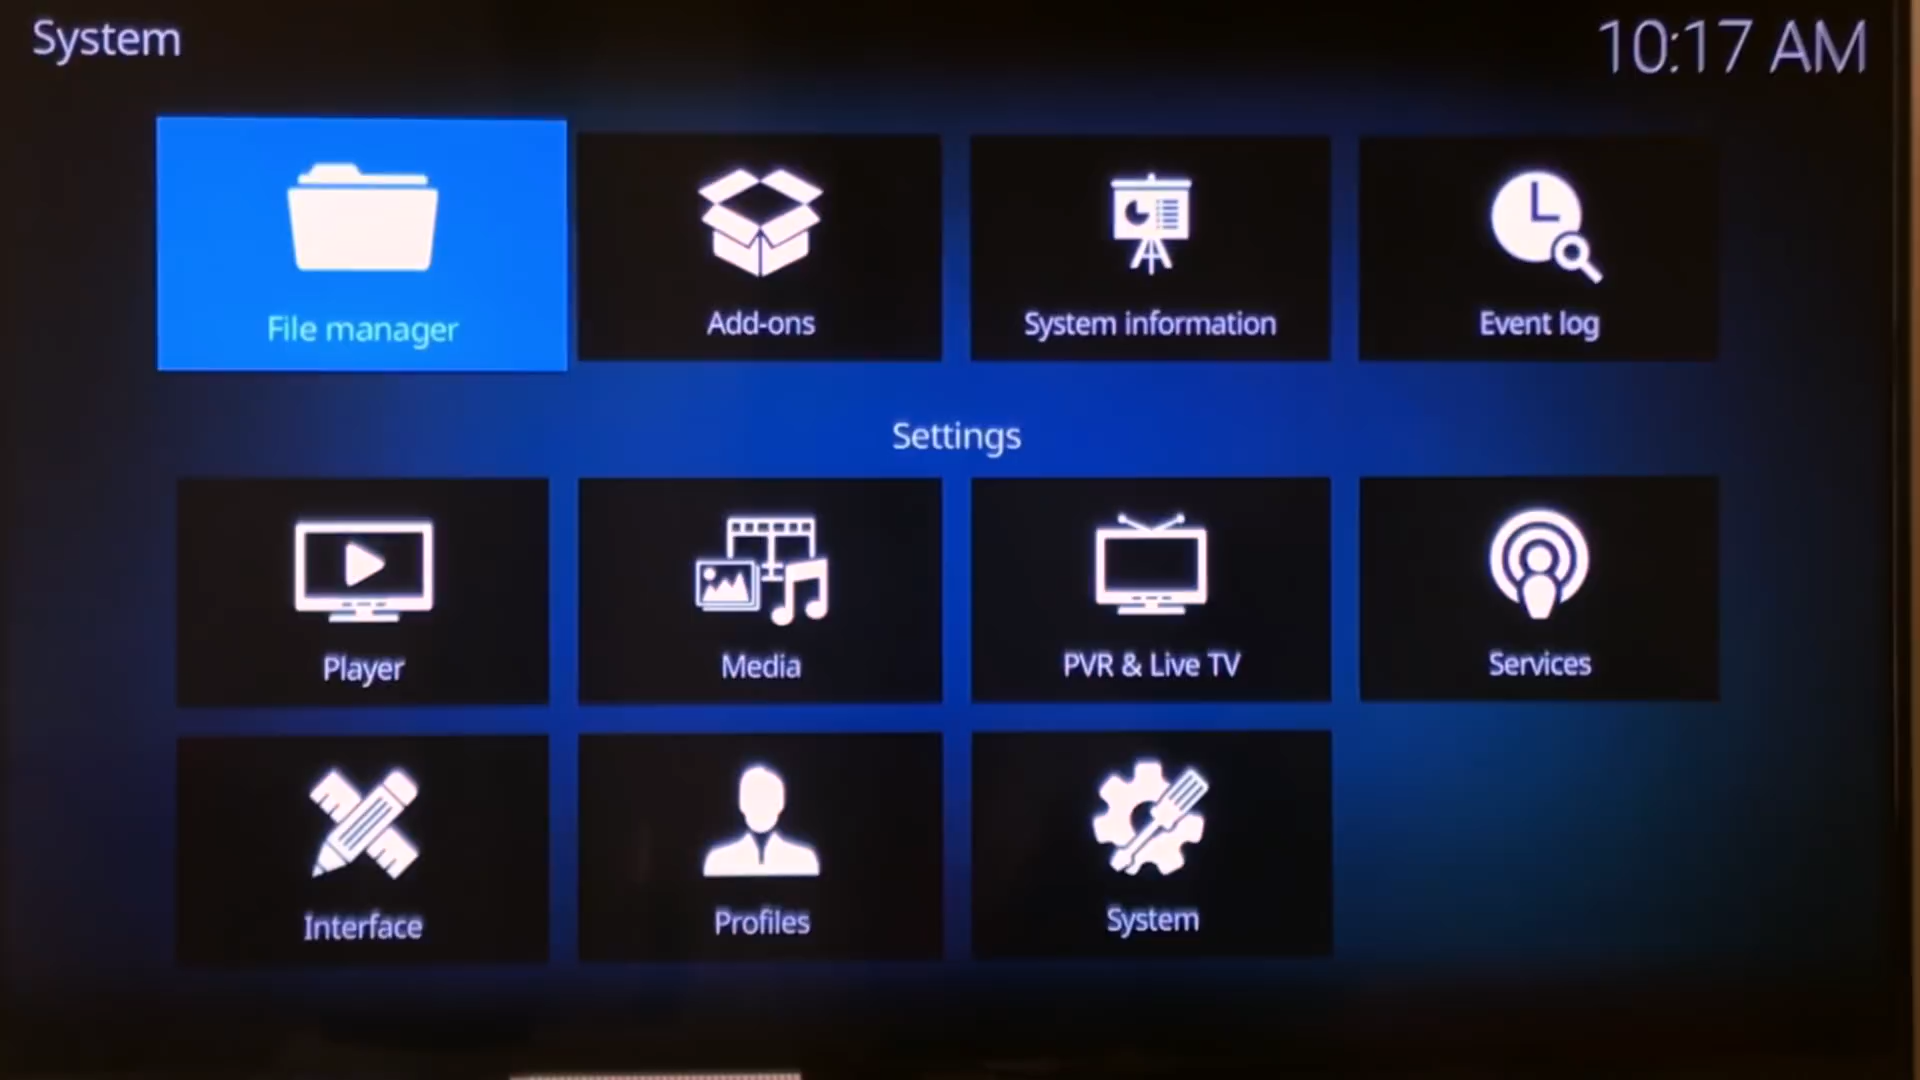 System
10:17 AM
File manager
Add-ons
System information
Event log
Settings
Player
Media
PVR & Live TV
Services
Interface
Profiles
System